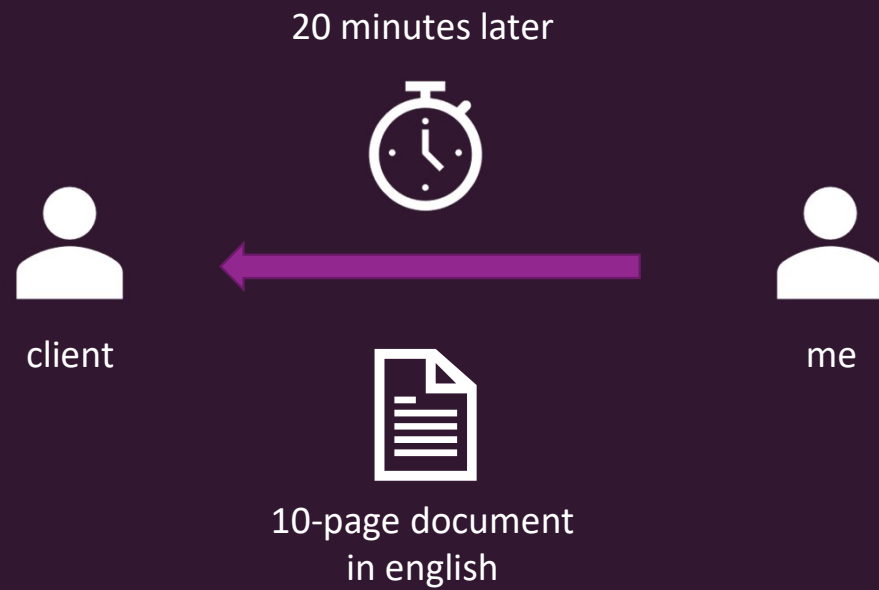 20 minutes later
client
me
10-page document
in english